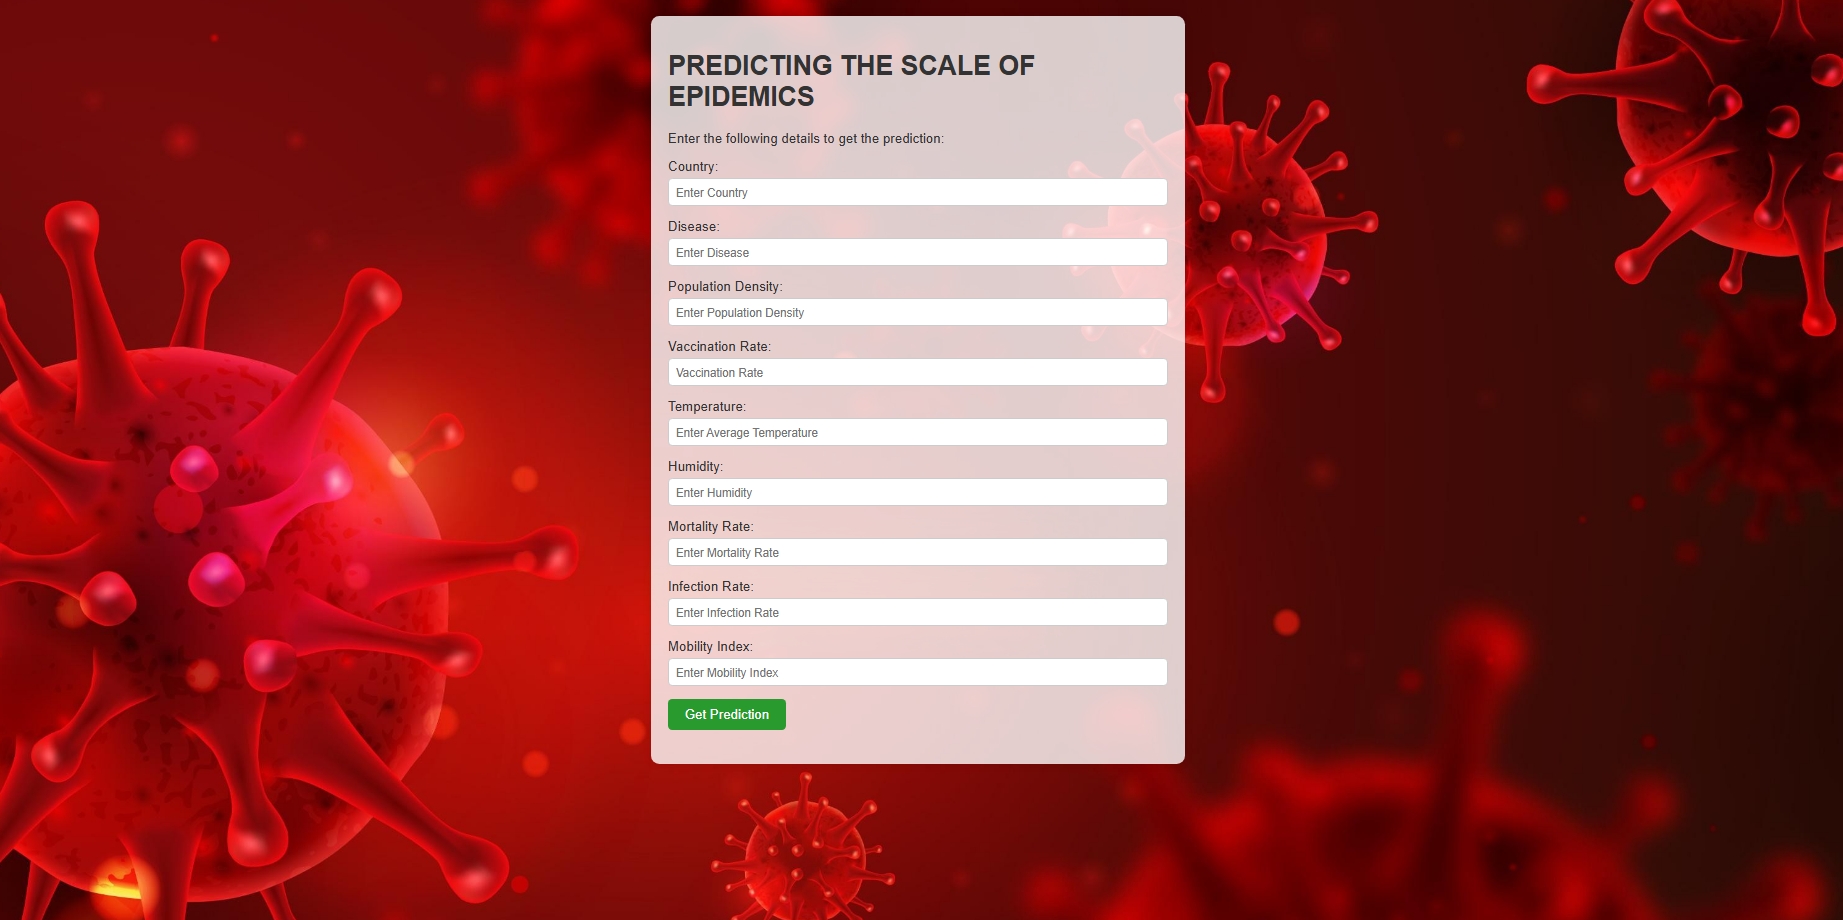 PREDICTING THE SCALE OF
EPIDEMICS
Enter the following details to get the prediction:
Country:
Enter Country
Disease:
Enter Disease
Population Density:
Enter Population Density
Vaccination Rate:
Vaccination Rate
Temperature:
Enter Average Temperature
Humidity:
Enter Humidity
Mortality Rate:
Enter Mortality Rate
Infection Rate:
Enter Infection Rate
Mobility Index:
Enter Mobility Index
Get Prediction